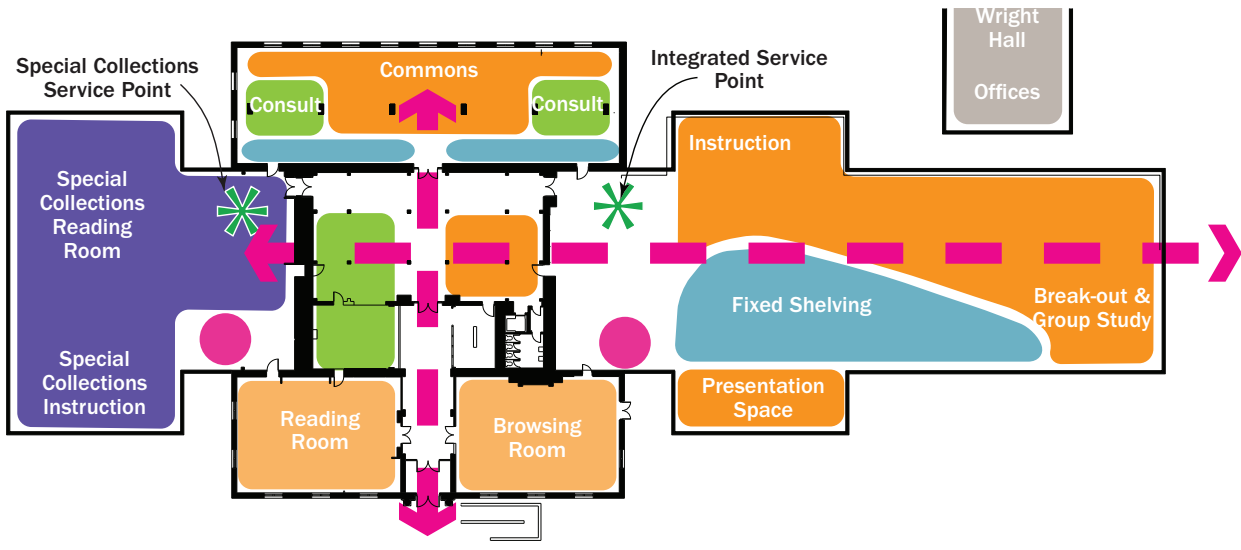 Wright
Hall
Offices
Special Collections
Service Point
Integrated Service
Point
Commons
Consult
Consult
Instruction
Special
Collections
Reading
Room
Fixed Shelving
Break-out &
Group Study
Special
Collections
Instruction
Reading
Room
Browsing
Room
Presentation
Space